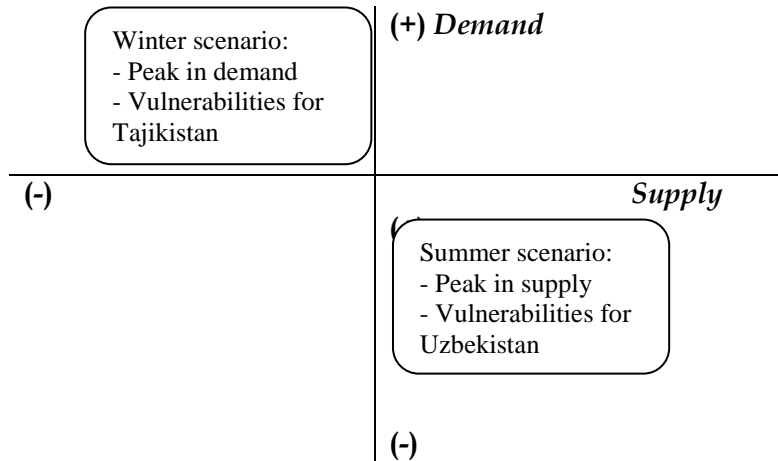 (+) Demand
Winter scenario:
- Peak in demand
- Vulnerabilities for
Tajikistan
(-)
Supply
Summer scenario:
- Peak in supply
- Vulnerabilities for
Uzbekistan
(-)